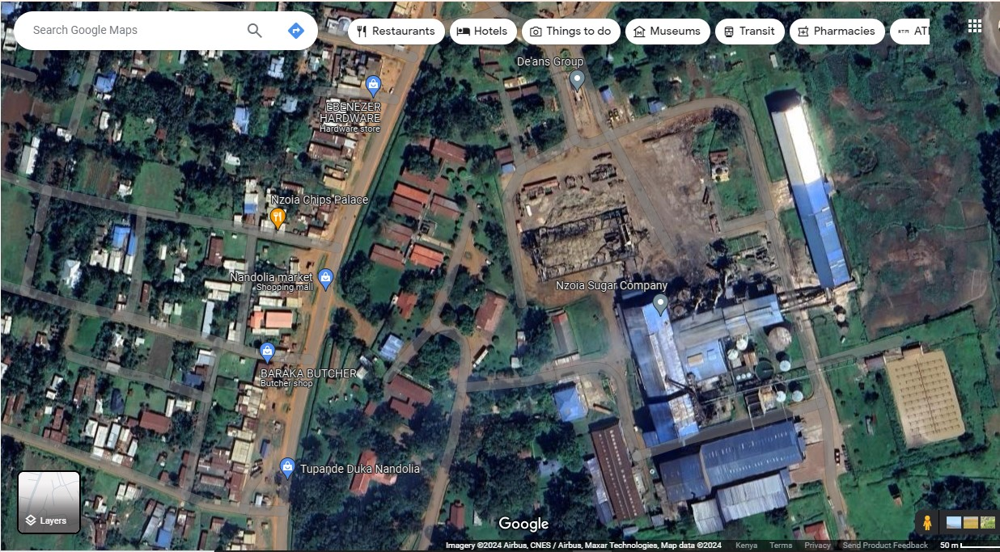 Search Google Maps
Restaurants
Hotels
Things to do
Museums
Transit
Pharmacies
ATM
De'ans Group
EBENEZER
HARDWARE
Hardware store
Nzoia Chips Palace
Nandolia market
Shopping mall
Nzoia Sugar Company
BARAKA BUTCHER
Butcher shop
Tupande Duka Nandolia
Layers
Google
Imagery ©2024 Airbus, CNES / Airbus, Maxar Technologies, Map data ©2024 Kenya Terms Privacy Send Product Feedback 50 m